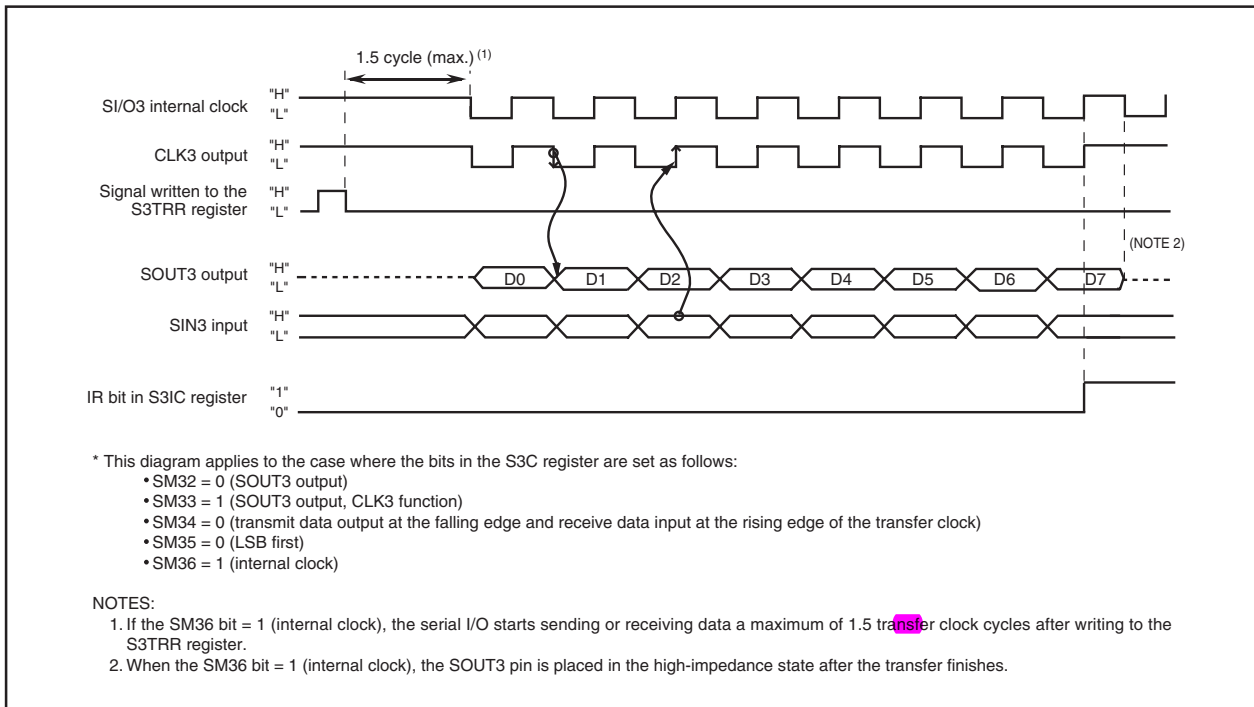 1.5 cycle (max.) (1)
SI/O3 internal clock "H" "L"
CLK3 output "H" "L"
Signal written to the S3TRR register "H" "L"
SOUT3 output "H" "L" D0 D1 D2 D3 D4 D5 D6 D7
(NOTE 2)
SIN3 input "H" "L"
IR bit in S3IC register "1" "0"
* This diagram applies to the case where the bits in the S3C register are set as follows:
• SM32 = 0 (SOUT3 output)
• SM33 = 1 (SOUT3 output, CLK3 function)
• SM34 = 0 (transmit data output at the falling edge and receive data input at the rising edge of the transfer clock)
• SM35 = 0 (LSB first)
• SM36 = 1 (internal clock)
NOTES:
1. If the SM36 bit = 1 (internal clock), the serial I/O starts sending or receiving data a maximum of 1.5 transfer clock cycles after writing to the
S3TRR register.
2. When the SM36 bit = 1 (internal clock), the SOUT3 pin is placed in the high-impedance state after the transfer finishes.